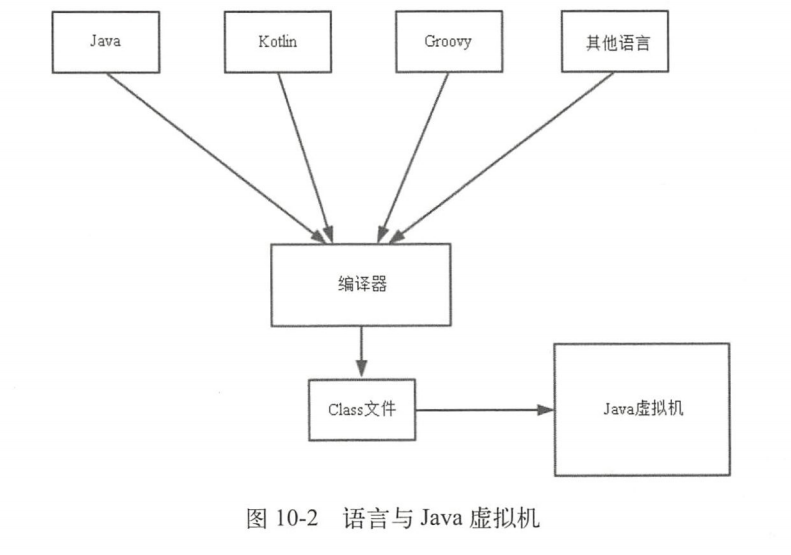 Java
Kotlin
Groovy
其他语言
编译器
Class文件
Java虚拟机
图 10-2 语言与 Java 虚拟机